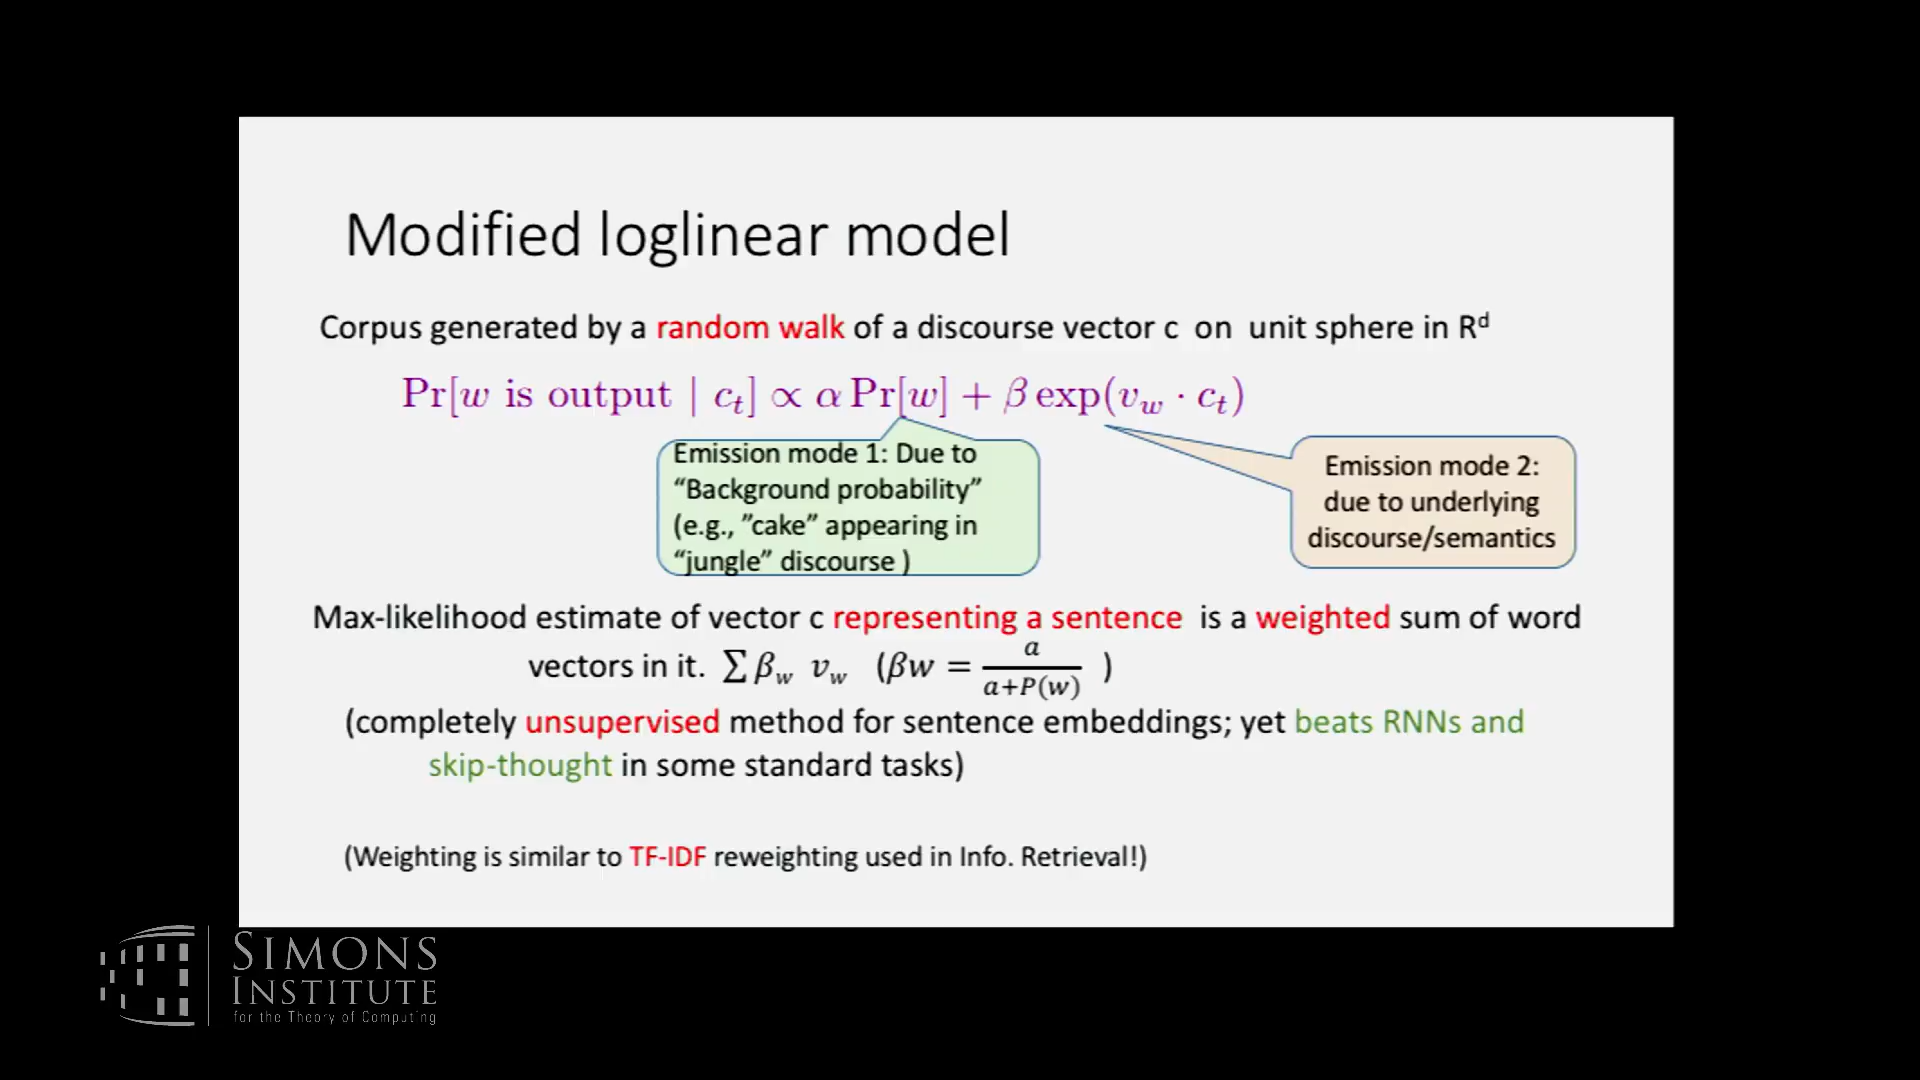 Modified loglinear model
Corpus generated by a random walk of a discourse vector c on unit sphere in Rᵈ
Pr[w is output | cₜ] ∝ α Pr[w] + β exp(v_w · cₜ)
Emission mode 1: Due to
“Background probability”
(e.g., ”cake” appearing in
“jungle” discourse )
Emission mode 2:
due to underlying
discourse/semantics
Max-likelihood estimate of vector c representing a sentence is a weighted sum of word
vectors in it. ∑ β_w v_w (βw = a/(a+P(w)) )
(completely unsupervised method for sentence embeddings; yet beats RNNs and
skip-thought in some standard tasks)
(Weighting is similar to TF-IDF reweighting used in Info. Retrieval!)
SIMONS
INSTITUTE
for the Theory of Computing